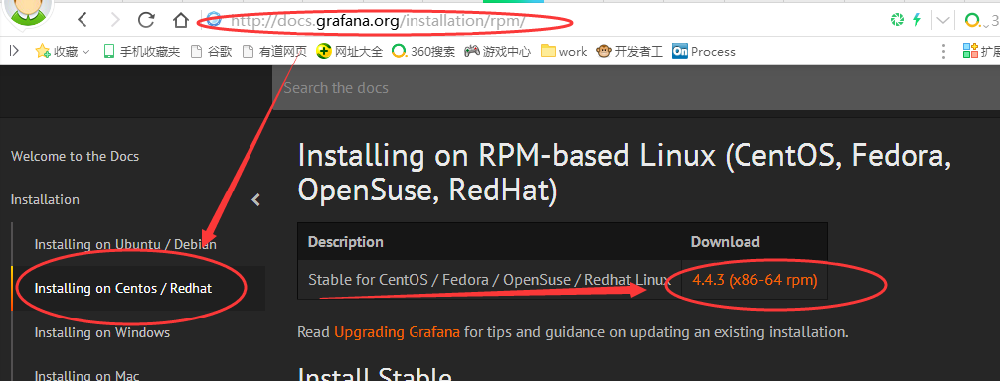 http://docs.grafana.org/installation/rpm/
收藏 手机收藏夹 谷歌 有道网页 网址大全 360搜索 游戏中心 work 开发者工 On Process 扩展
Search the docs
Welcome to the Docs
Installation
Installing on Ubuntu / Debian
Installing on Centos / Redhat
Installing on Windows
Installing on Mac
Installing on RPM-based Linux (CentOS, Fedora,
OpenSuse, RedHat)
Description Download
Stable for CentOS / Fedora / OpenSuse / Redhat Linux 4.4.3 (x86-64 rpm)
Read Upgrading Grafana for tips and guidance on updating an existing installation.
Install Stable